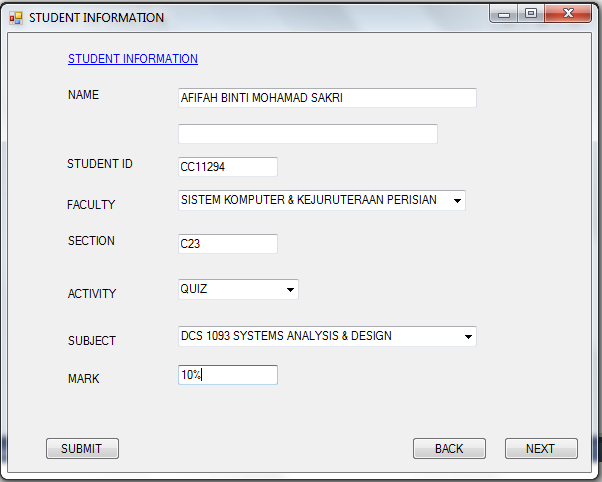 STUDENT INFORMATION
STUDENT INFORMATION
NAME AFIFAH BINTI MOHAMAD SAKRI
STUDENT ID CC11294
FACULTY SISTEM KOMPUTER & KEJURUTERAAN PERISIAN
SECTION C23
ACTIVITY QUIZ
SUBJECT DCS 1093 SYSTEMS ANALYSIS & DESIGN
MARK 10%
SUBMIT BACK NEXT